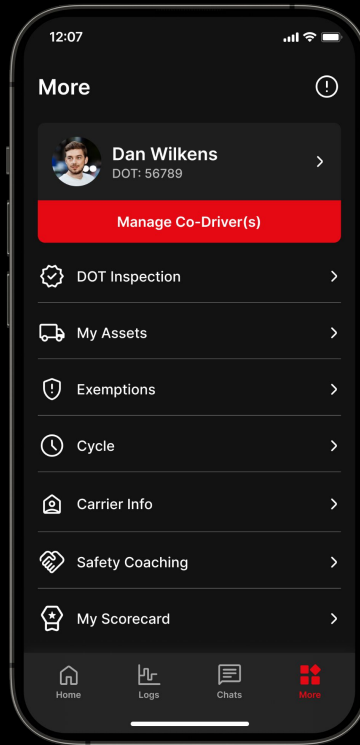 12:07
More
Dan Wilkens
DOT: 56789
Manage Co-Driver(s)
DOT Inspection
My Assets
Exemptions
Cycle
Carrier Info
Safety Coaching
My Scorecard
Home
Logs
Chats
More